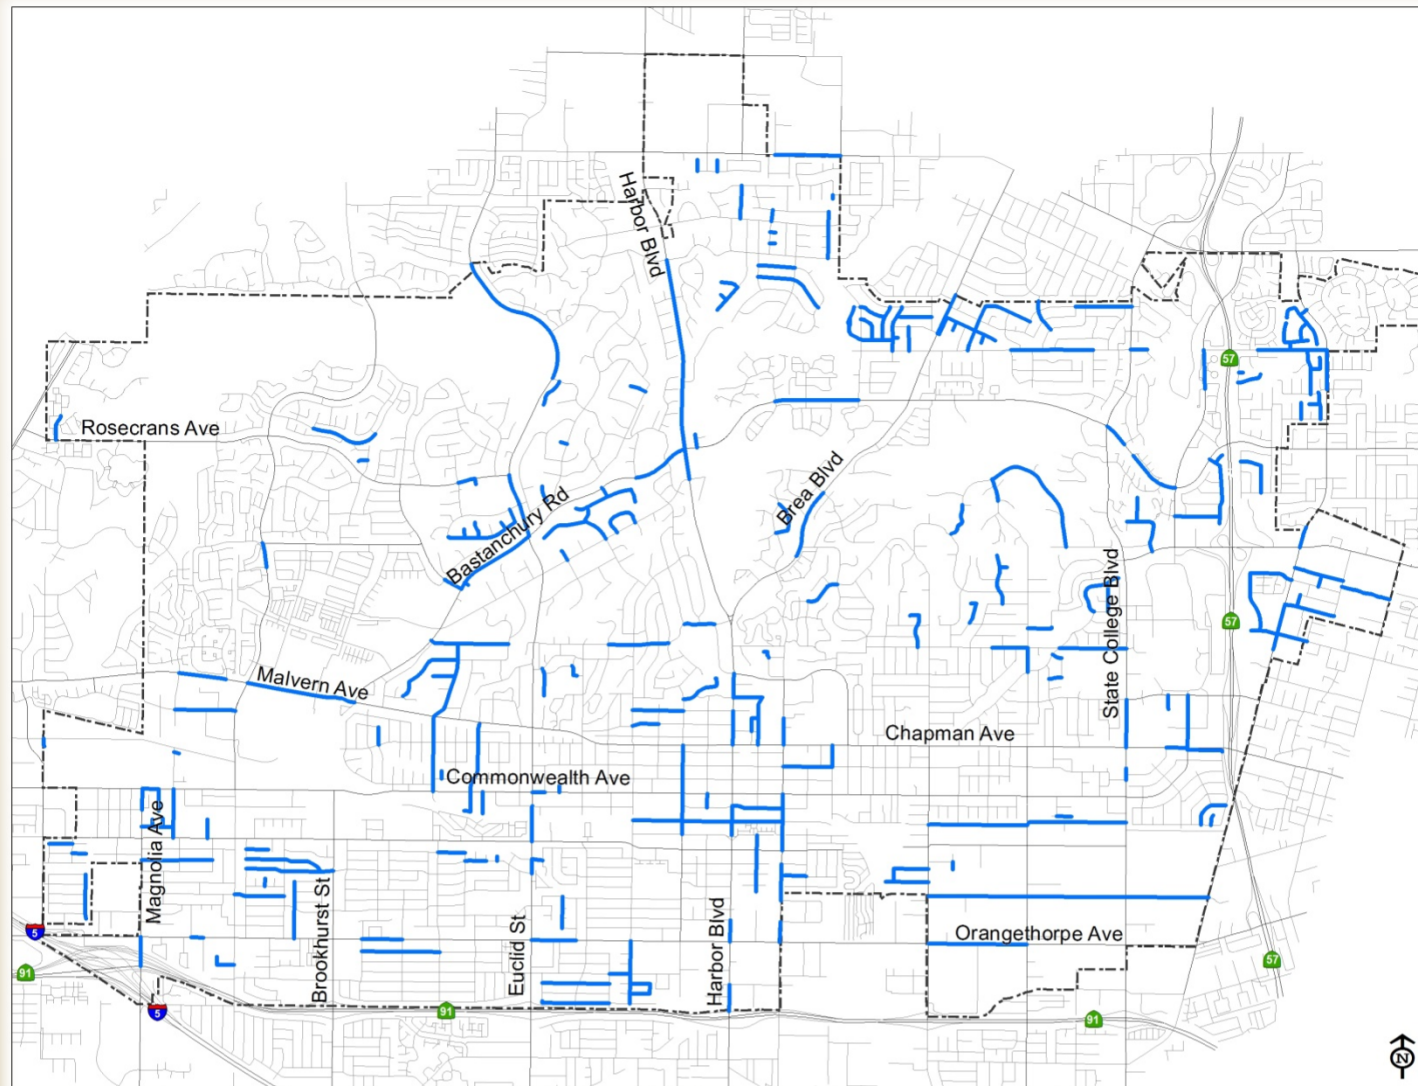 Harbor Blvd
57
Rosecrans Ave
Brea Blvd
Bastanchury Rd
State College Blvd
57
Malvern Ave
Chapman Ave
Commonwealth Ave
Magnolia Ave
Brookhurst St
Euclid St
Harbor Blvd
Orangethorpe Ave
5
57
91
5
91
91
N